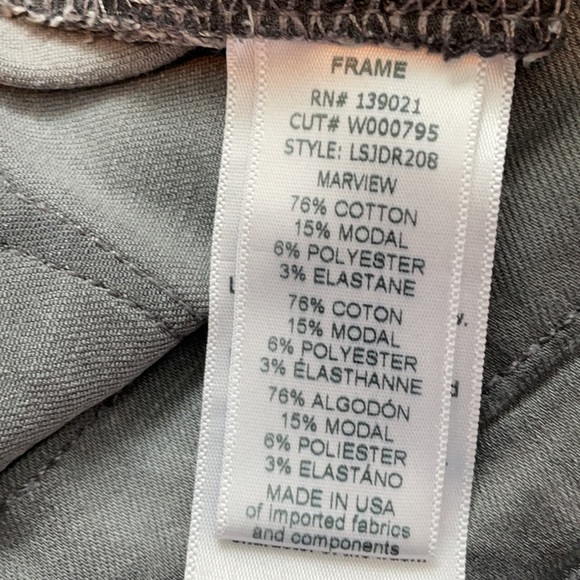 FRAME
RN# 139021
CUT# W000795
STYLE: LSJDR208
MARVIEW
76% COTTON
15% MODAL
6% POLYESTER
3% ELASTANE
76% COTON
15% MODAL
6% POLYESTER
3% ÉLASTHANNE
76% ALGODÓN
15% MODAL
6% POLIESTER
3% ELASTÁNO
MADE IN USA
of imported fabrics
and components